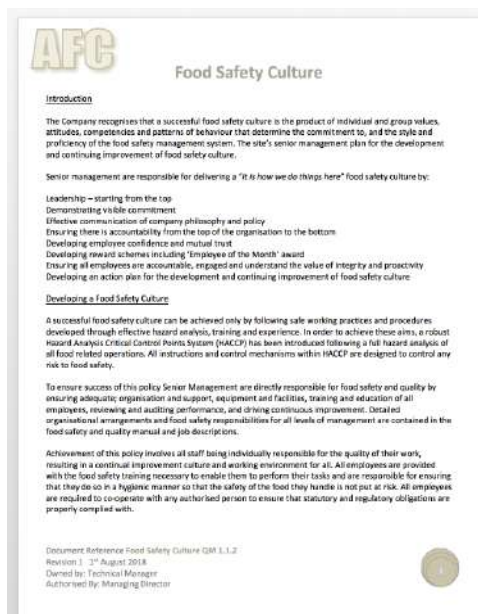 AFC
Food Safety Culture
Introduction
The Company recognises that a successful food safety culture is the product of individual and group values,
attitudes, competencies and patterns of behaviour that determine the commitment to, and the style and
proficiency of the food safety management system. The site's senior management plan for the development
and continuing improvement of food safety culture.
Senior management are responsible for delivering a "it is how we do things here" food safety culture by:
Leadership – starting from the top
Demonstrating visible commitment
Effective communication of company philosophy and policy
Ensuring there is accountability from the top of the organisation to the bottom
Developing employee confidence and mutual trust
Developing reward schemes including 'Employee of the Month' award
Ensuring all employees are accountable, engaged and understand the value of integrity and proactivity
Developing an action plan for the development and continuing improvement of food safety culture
Developing a Food Safety Culture
A successful food safety culture can be achieved only by following safe working practices and procedures
developed through effective hazard analysis, training and experience. In order to achieve these aims, a robust
Hazard Analysis Critical Control Points System (HACCP) has been introduced following a full hazard analysis of
all food related operations. All instructions and control mechanisms within HACCP are designed to control any
risk to food safety.
To ensure success of this policy Senior Management are directly responsible for food safety and quality by
ensuring adequate; organisation and support, equipment and facilities, training and education of all
employees, reviewing and auditing performance, and driving continuous improvement. Detailed
organisational arrangements and food safety responsibilities for all levels of management are contained in the
food safety and quality manual and job descriptions.
Achievement of this policy involves all staff being individually responsible for the quality of their work,
resulting in a continual improvement culture and working environment for all. All employees are provided
with the food safety training necessary to enable them to perform their tasks and are responsible for ensuring
that they do so in a hygienic manner so that the safety of the food they handle is not put at risk. All employees
are required to co-operate with any authorised person to ensure that statutory and regulatory obligations are
properly complied with.
Document Reference Food Safety Culture QM 1.1.2
Revision 1 1st August 2018
Owned by: Technical Manager
Authorised By: Managing Director